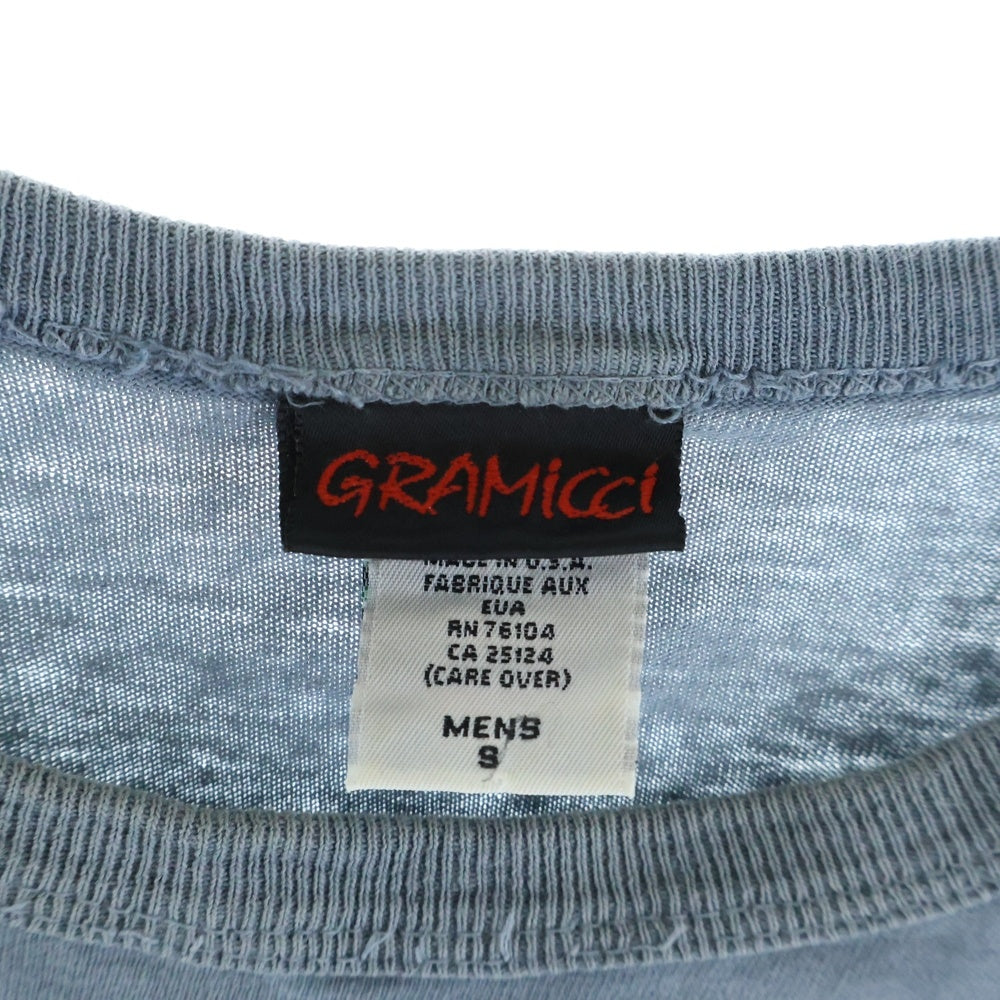 GRAMicci
MADE IN U.S.A.
FABRIQUE AUX
EUA
RN 76104
CA 25124
(CARE OVER)
MENS
S